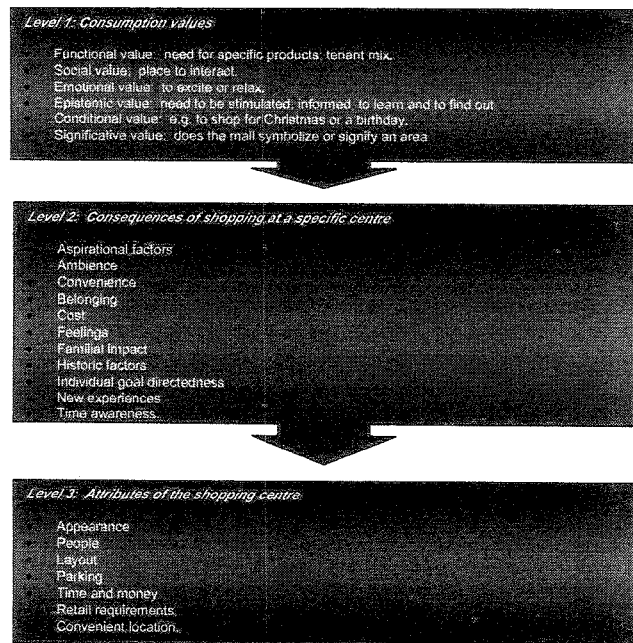 Level 1: Consumption values
Functional value: need for specific products; tenant mix.
Social value: place to interact.
Emotional value: to excite or relax.
Epistemic value: need to be stimulated, informed, to learn and to find out
Conditional value: e.g. to shop for Christmas or a birthday.
Significative value: does the mall symbolize or signify an area
Level 2: Consequences of shopping at a specific centre
Aspirational factors
Ambience
Convenience
Belonging
Cost
Feelings
Familial impact
Historic factors
Individual goal directedness
New experiences
Time awareness.
Level 3: Attributes of the shopping centre
Appearance
People
Layout
Parking
Time and money
Retail requirements.
Convenient location.